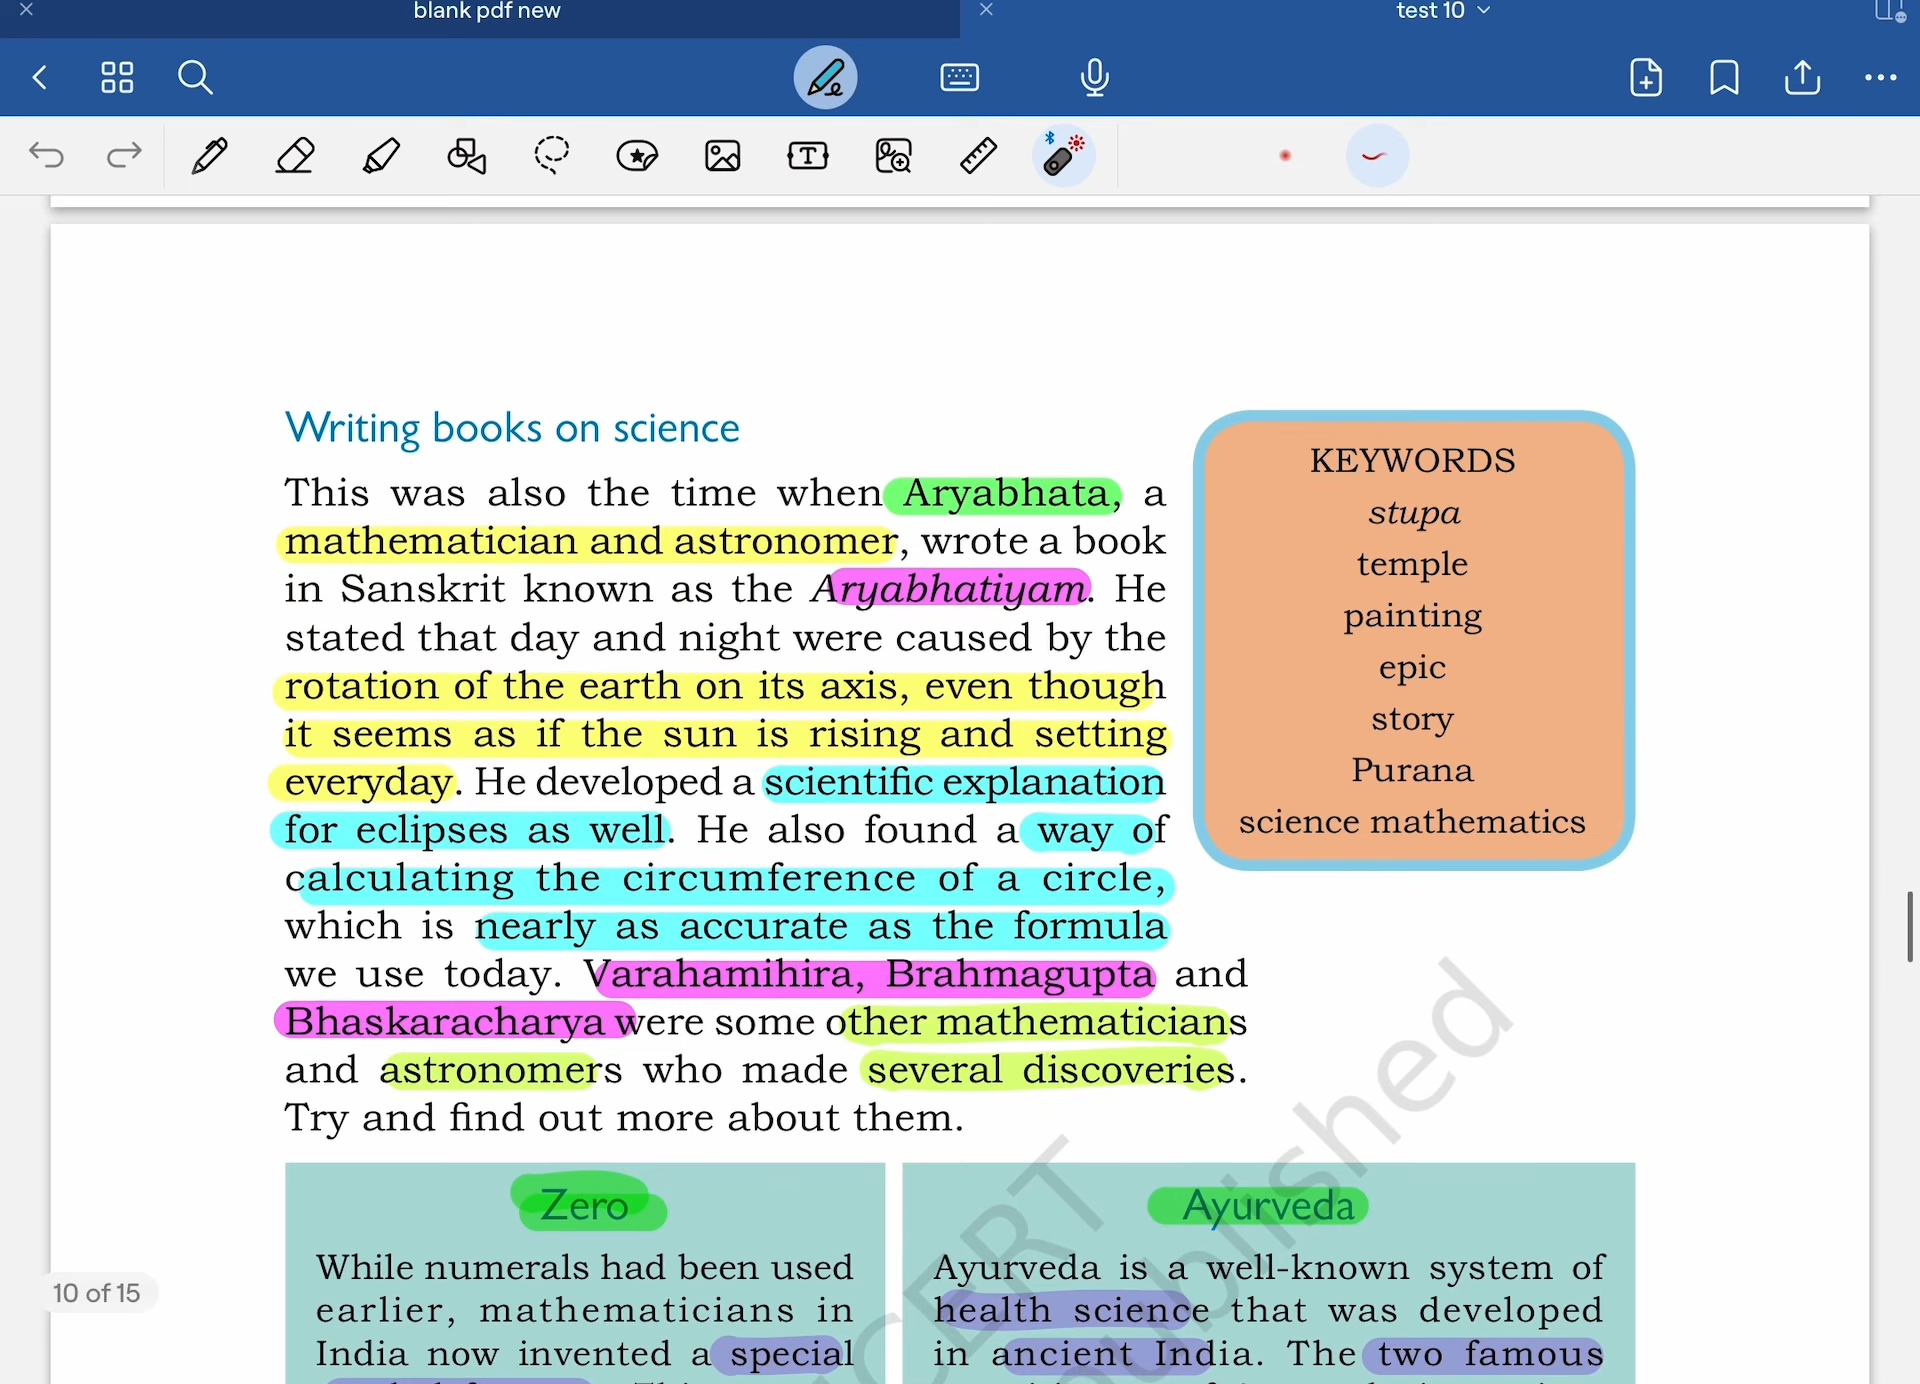 blank pdf new
test 10
Writing books on science
This was also the time when Aryabhata, a
mathematician and astronomer, wrote a book
in Sanskrit known as the Aryabhatiyam. He
stated that day and night were caused by the
rotation of the earth on its axis, even though
it seems as if the sun is rising and setting
everyday. He developed a scientific explanation
for eclipses as well. He also found a way of
calculating the circumference of a circle,
which is nearly as accurate as the formula
we use today. Varahamihira, Brahmagupta and
Bhaskaracharya were some other mathematicians
and astronomers who made several discoveries.
Try and find out more about them.
KEYWORDS
stupa
temple
painting
epic
story
Purana
science mathematics
Zero
While numerals had been used
earlier, mathematicians in
India now invented a special
Ayurveda
Ayurveda is a well-known system of
health science that was developed
in ancient India. The two famous
10 of 15